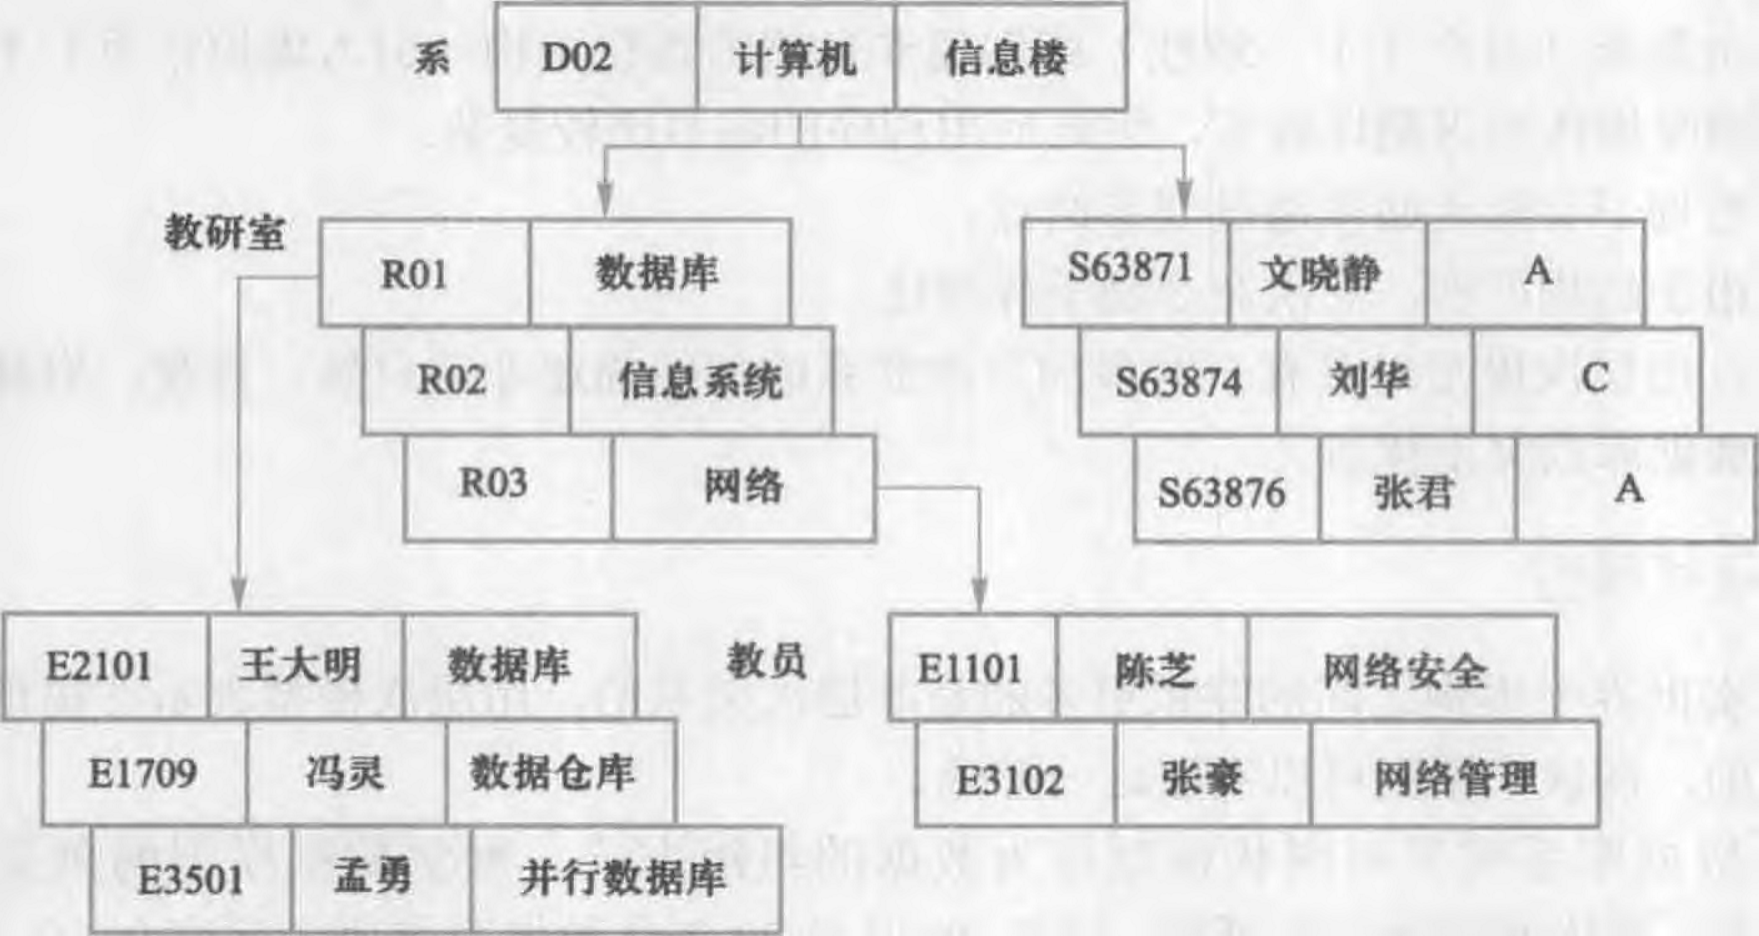 系 D02 计算机 信息楼
教研室 R01 数据库 S63871 文晓静 A
R02 信息系统 S63874 刘华 C
R03 网络 S63876 张君 A
E2101 王大明 数据库 教员 E1101 陈芝 网络安全
E1709 冯灵 数据仓库 E3102 张豪 网络管理
E3501 孟勇 并行数据库